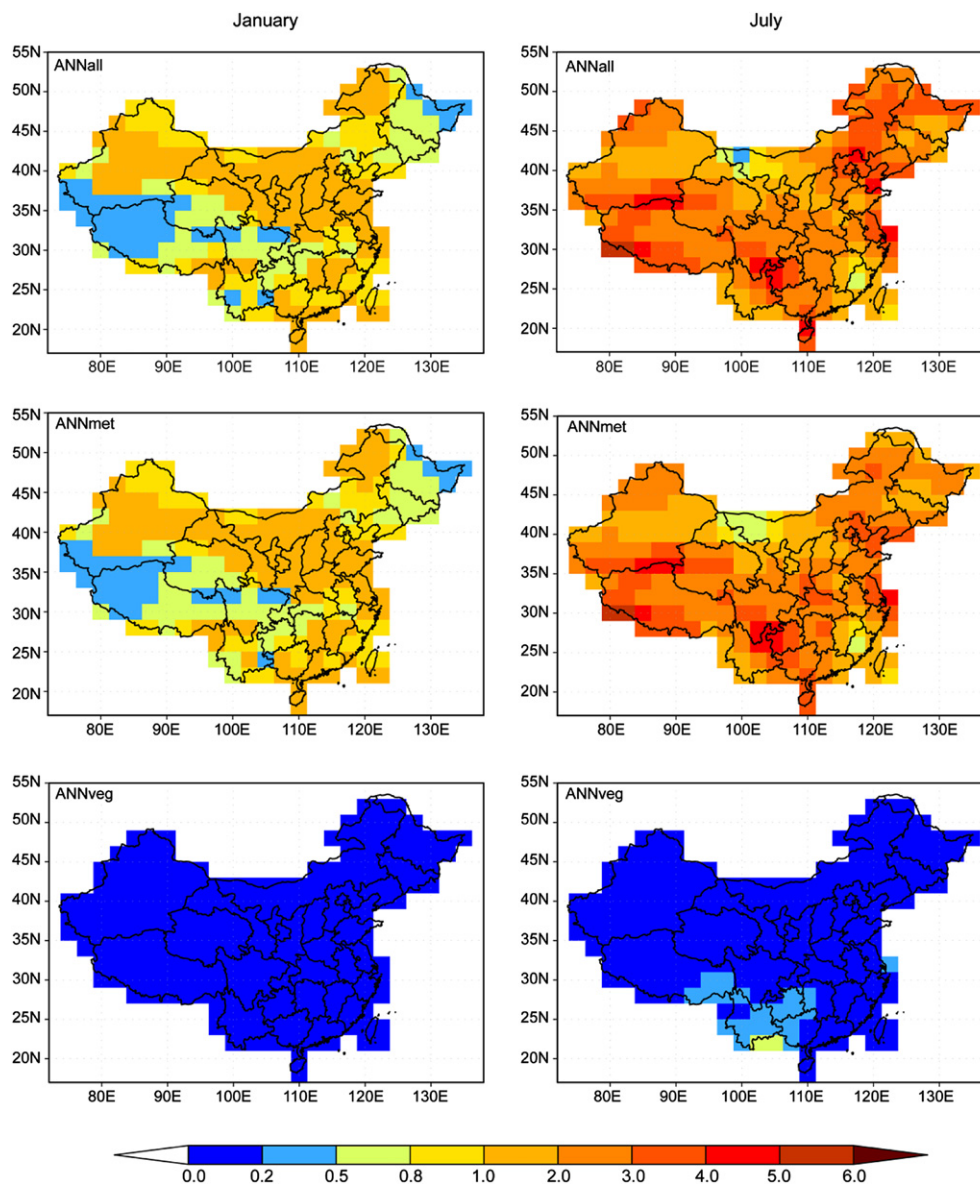 January
July
55N
50N
45N
40N
35N
30N
25N
20N
ANNall
80E
90E
100E
110E
120E
130E
55N
50N
45N
40N
35N
30N
25N
20N
ANNall
80E
90E
100E
110E
120E
130E
55N
50N
45N
40N
35N
30N
25N
20N
ANNmet
80E
90E
100E
110E
120E
130E
55N
50N
45N
40N
35N
30N
25N
20N
ANNmet
80E
90E
100E
110E
120E
130E
55N
50N
45N
40N
35N
30N
25N
20N
ANNveg
80E
90E
100E
110E
120E
130E
55N
50N
45N
40N
35N
30N
25N
20N
ANNveg
80E
90E
100E
110E
120E
130E
0.0 0.2 0.5 0.8 1.0 2.0 3.0 4.0 5.0 6.0